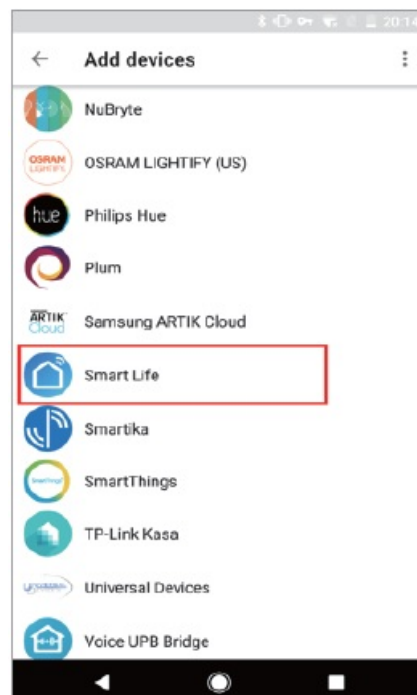 20:14
Add devices
NuBryte
OSRAM
LIGHTIFY
OSRAM LIGHTIFY (US)
hue
Philips Hue
Plum
ARTIK
Cloud
Samsung ARTIK Cloud
Smart Life
Smartika
SmartThings
SmartThings
TP-Link Kasa
Universal Devices
Voice UPB Bridge